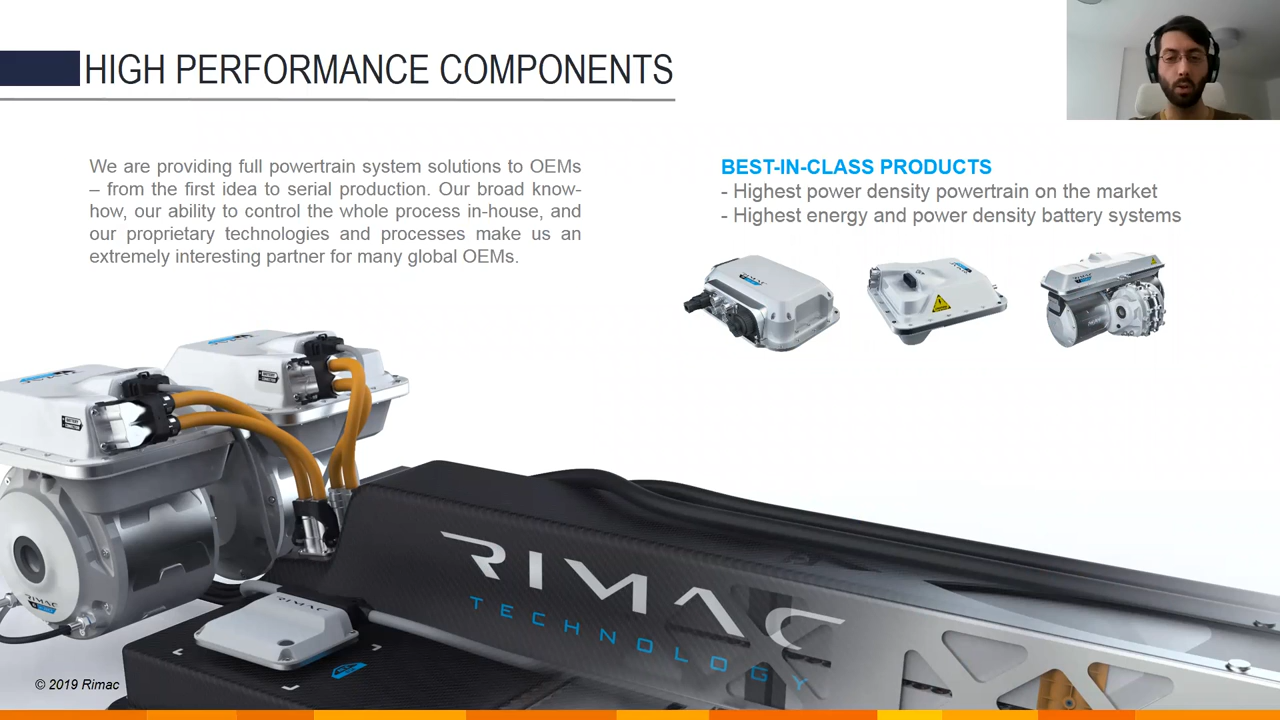 HIGH PERFORMANCE COMPONENTS
We are providing full powertrain system solutions to OEMs
– from the first idea to serial production. Our broad know-
how, our ability to control the whole process in-house, and
our proprietary technologies and processes make us an
extremely interesting partner for many global OEMs.
BEST-IN-CLASS PRODUCTS
- Highest power density powertrain on the market
- Highest energy and power density battery systems
RIMAC
RIMAC
TECHNOLOGY
RIMAC
RIMAC
© 2019 Rimac